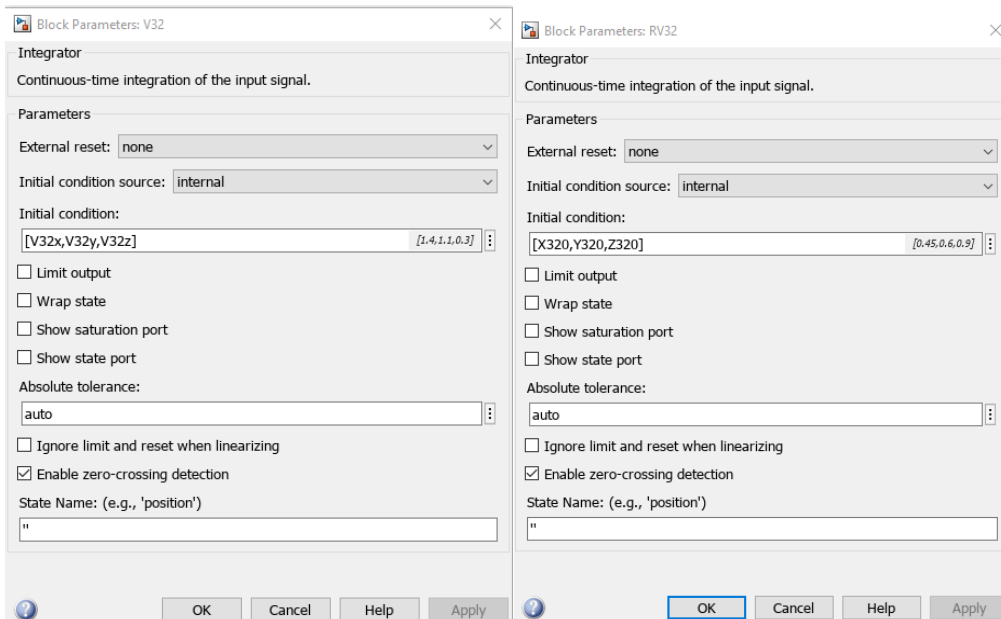 Block Parameters: V32
Integrator
Continuous-time integration of the input signal.
Parameters
External reset: none
Initial condition source: internal
Initial condition:
[V32x,V32y,V32z] [1.4,1.1,0.3]
Limit output
Wrap state
Show saturation port
Show state port
Absolute tolerance:
auto
Ignore limit and reset when linearizing
Enable zero-crossing detection
State Name: (e.g., 'position')
''
OK Cancel Help Apply
Block Parameters: RV32
Integrator
Continuous-time integration of the input signal.
Parameters
External reset: none
Initial condition source: internal
Initial condition:
[X320,Y320,Z320] [0.45,0.6,0.9]
Limit output
Wrap state
Show saturation port
Show state port
Absolute tolerance:
auto
Ignore limit and reset when linearizing
Enable zero-crossing detection
State Name: (e.g., 'position')
''
OK Cancel Help Apply